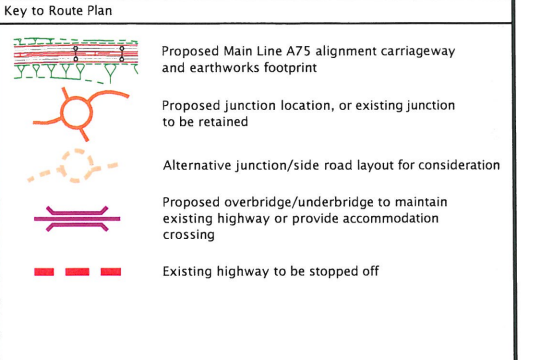 Key to Route Plan
Proposed Main Line A75 alignment carriageway
and earthworks footprint
Proposed junction location, or existing junction
to be retained
Alternative junction/side road layout for consideration
Proposed overbridge/underbridge to maintain
existing highway or provide accommodation
crossing
Existing highway to be stopped off